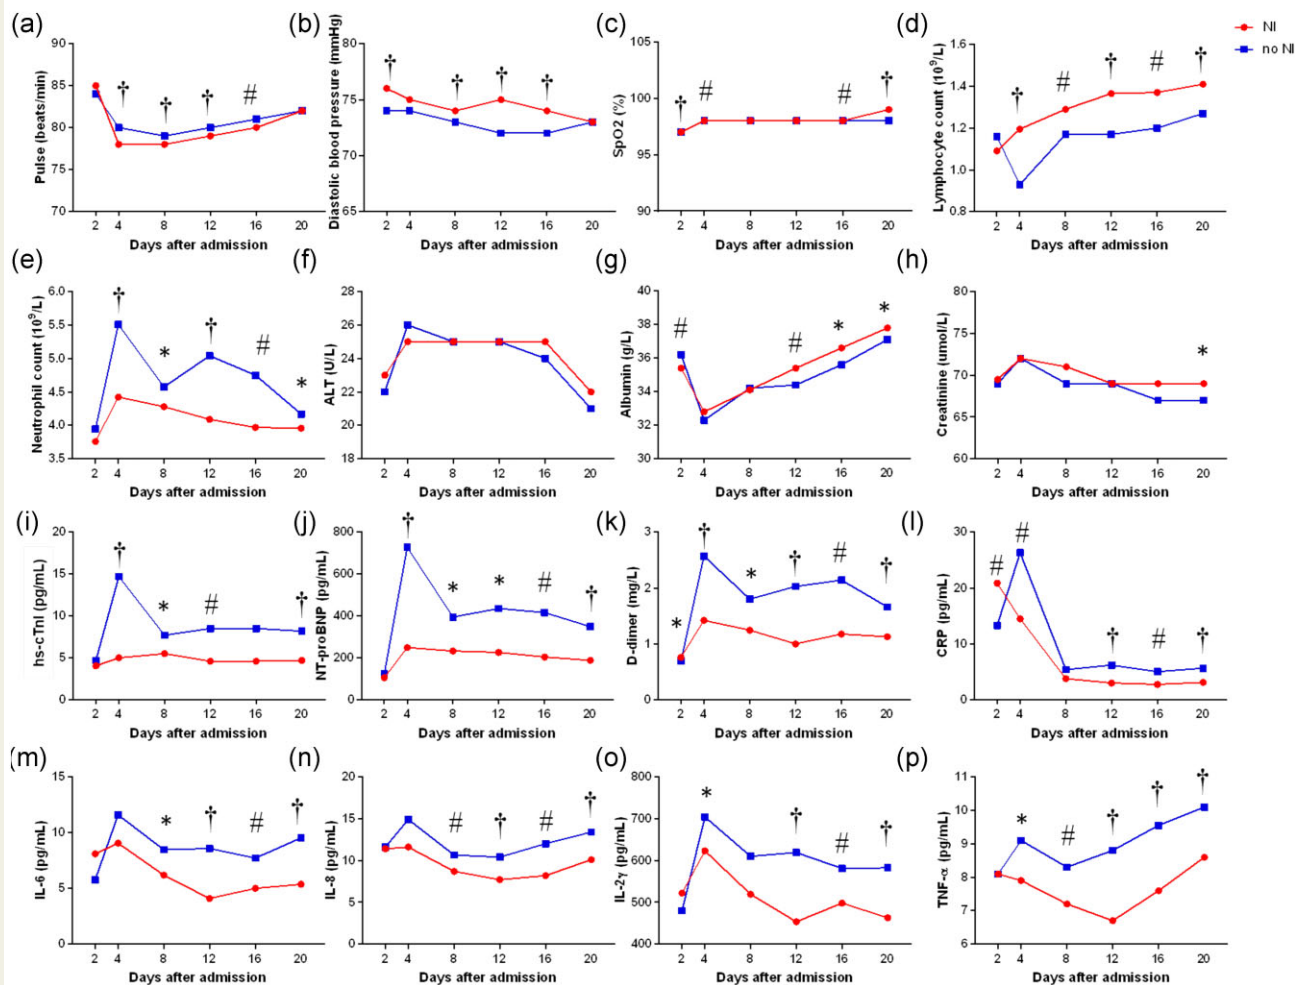 (a) (b) (c) (d)
NI
no NI
Pulse (beats/min)
90
85
80
75
70
† † † #
2 4 8 12 16 20
Days after admission
Diastolic blood pressure (mmHg)
80
75
70
65
† † † †
2 4 8 12 16 20
Days after admission
SpO2 (%)
105
100
95
90
† # # †
2 4 8 12 16 20
Days after admission
Lymphocyte count (10⁹/L)
1.6
1.4
1.2
1.0
0.8
† # † # †
2 4 8 12 16 20
Days after admission
(e) (f) (g) (h)
Neutrophil count (10⁹/L)
6.0
5.5
5.0
4.5
4.0
3.5
† * † # *
2 4 8 12 16 20
Days after admission
ALT (U/L)
28
26
24
22
20
18
2 4 8 12 16 20
Days after admission
Albumin (g/L)
40
38
36
34
32
30
# # * *
2 4 8 12 16 20
Days after admission
Creatinine (umol/L)
80
75
70
65
60
*
2 4 8 12 16 20
Days after admission
(i) (j) (k) (l)
hs-cTnI (pg/mL)
20
15
10
5
0
† * # †
2 4 8 12 16 20
Days after admission
NT-proBNP (pg/mL)
800
600
400
200
0
† * * # †
2 4 8 12 16 20
Days after admission
D-dimer (mg/L)
3
2
1
0
* † * † # †
2 4 8 12 16 20
Days after admission
CRP (pg/mL)
30
20
10
0
# # † # †
2 4 8 12 16 20
Days after admission
(m) (n) (o) (p)
IL-6 (pg/mL)
15
10
5
0
* † # †
2 4 8 12 16 20
Days after admission
IL-8 (pg/mL)
20
15
10
5
0
# † # †
2 4 8 12 16 20
Days after admission
IL-2γ (pg/mL)
800
700
600
500
400
* † # †
2 4 8 12 16 20
Days after admission
TNF-α (pg/mL)
11
10
9
8
7
6
* # † † †
2 4 8 12 16 20
Days after admission